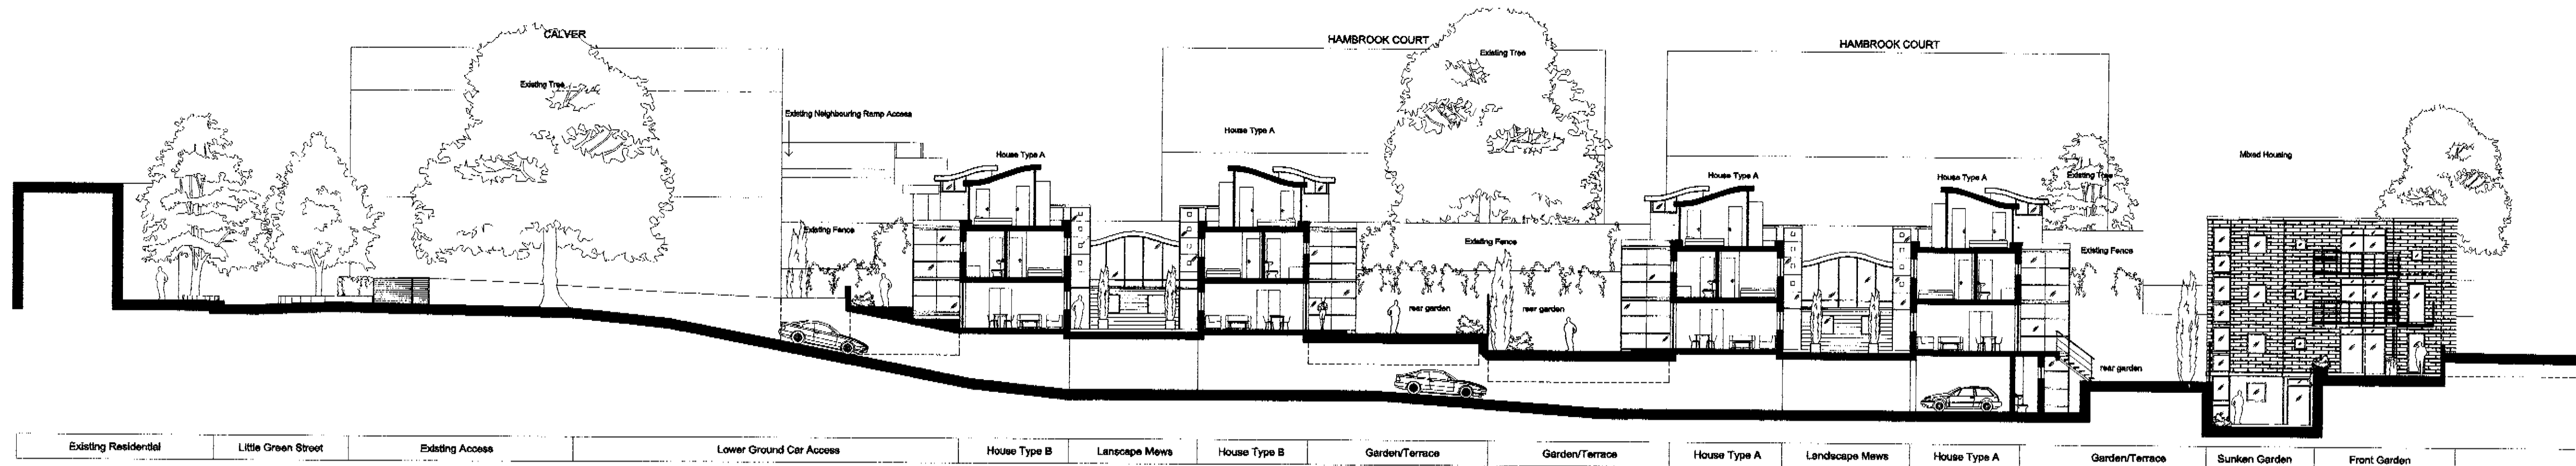 CALVER
HAMBROOK COURT
HAMBROOK COURT
Existing Tree
Existing Tree
Existing Neighbouring Ramp Access
House Type A
House Type A
Mixed Housing
House Type A
House Type A
Existing Tree
Existing Fence
Existing Fence
Existing Fence
rear garden
rear garden
rear garden
Existing Residential
Little Green Street
Existing Access
Lower Ground Car Access
House Type B
Lanscape Mews
House Type B
Garden/Terrace
Garden/Terrace
House Type A
Landscape Mews
House Type A
Garden/Terrace
Sunken Garden
Front Garden